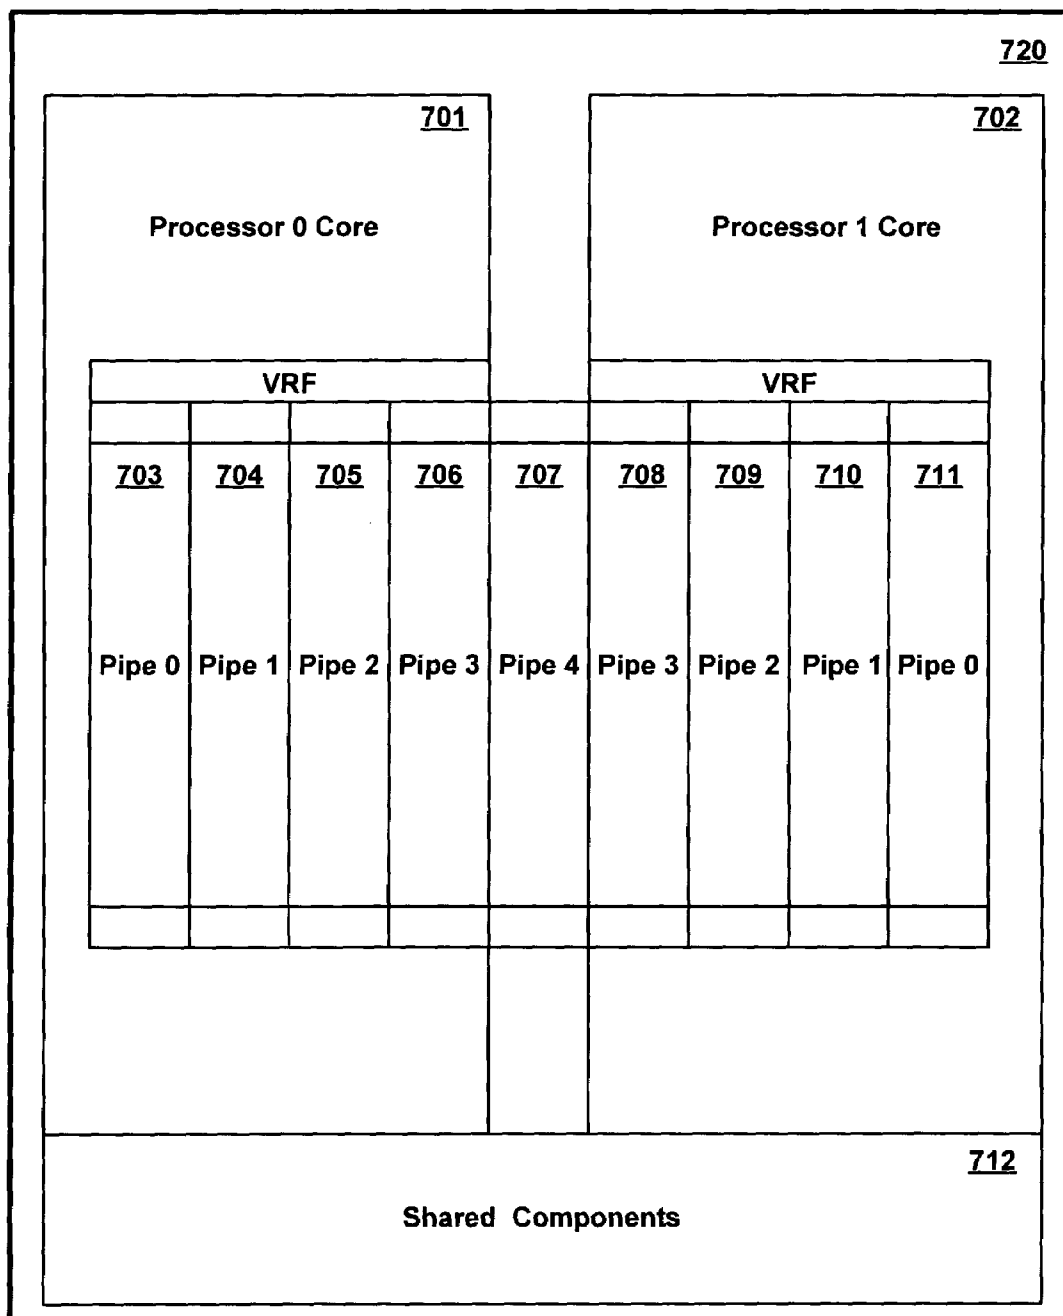 720
701 702
Processor 0 Core Processor 1 Core
VRF VRF
703 704 705 706 707 708 709 710 711
Pipe 0 Pipe 1 Pipe 2 Pipe 3 Pipe 4 Pipe 3 Pipe 2 Pipe 1 Pipe 0
712
Shared Components